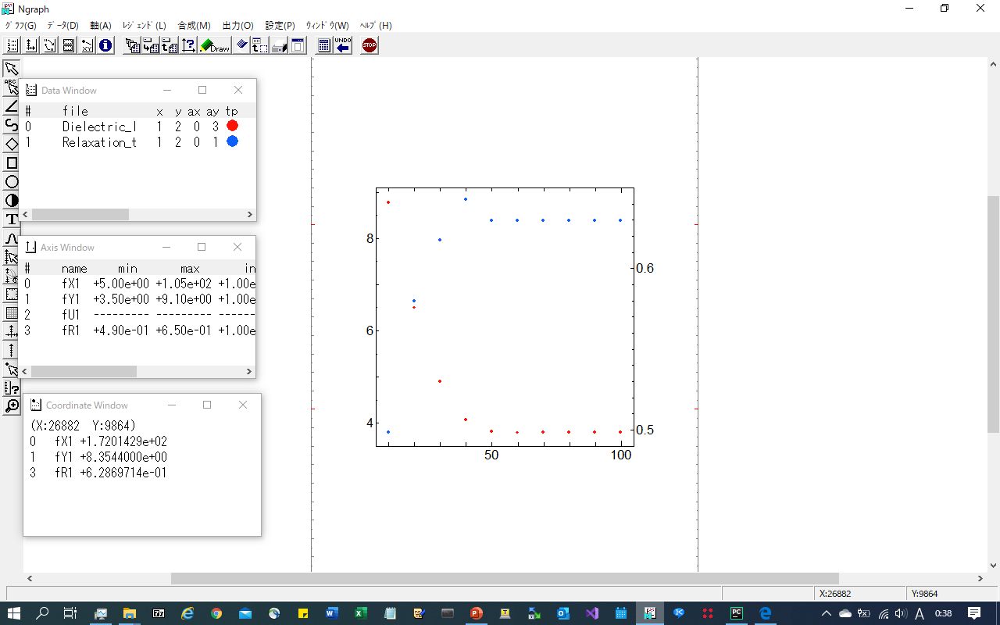 Ngraph
ｸﾞﾗﾌ(G) ﾃﾞｰﾀ(D) 軸(A) ﾚｼﾞｪﾝﾄﾞ(L) 合成(M) 出力(O) 設定(P) ｳｨﾝﾄﾞｳ(W) ﾍﾙﾌﾟ(H)
Draw UNDO STOP
ABC
Data Window
# file x y ax ay tp
0 Dielectric_l 1 2 0 3
1 Relaxation_t 1 2 0 1
T
Axis Window
# name min max in
0 fX1 +5.00e+00 +1.05e+02 +1.00e
1 fY1 +3.50e+00 +9.10e+00 +1.00e
2 fU1 --------- --------- ------
3 fR1 +4.90e-01 +6.50e-01 +1.00e
Coordinate Window
(X:26882 Y:9864)
0 fX1 +1.7201429e+02
1 fY1 +8.3544000e+00
3 fR1 +6.2869714e-01
8
6
4
0.6
0.5
50 100
X:26882 Y:9864
A 0:38